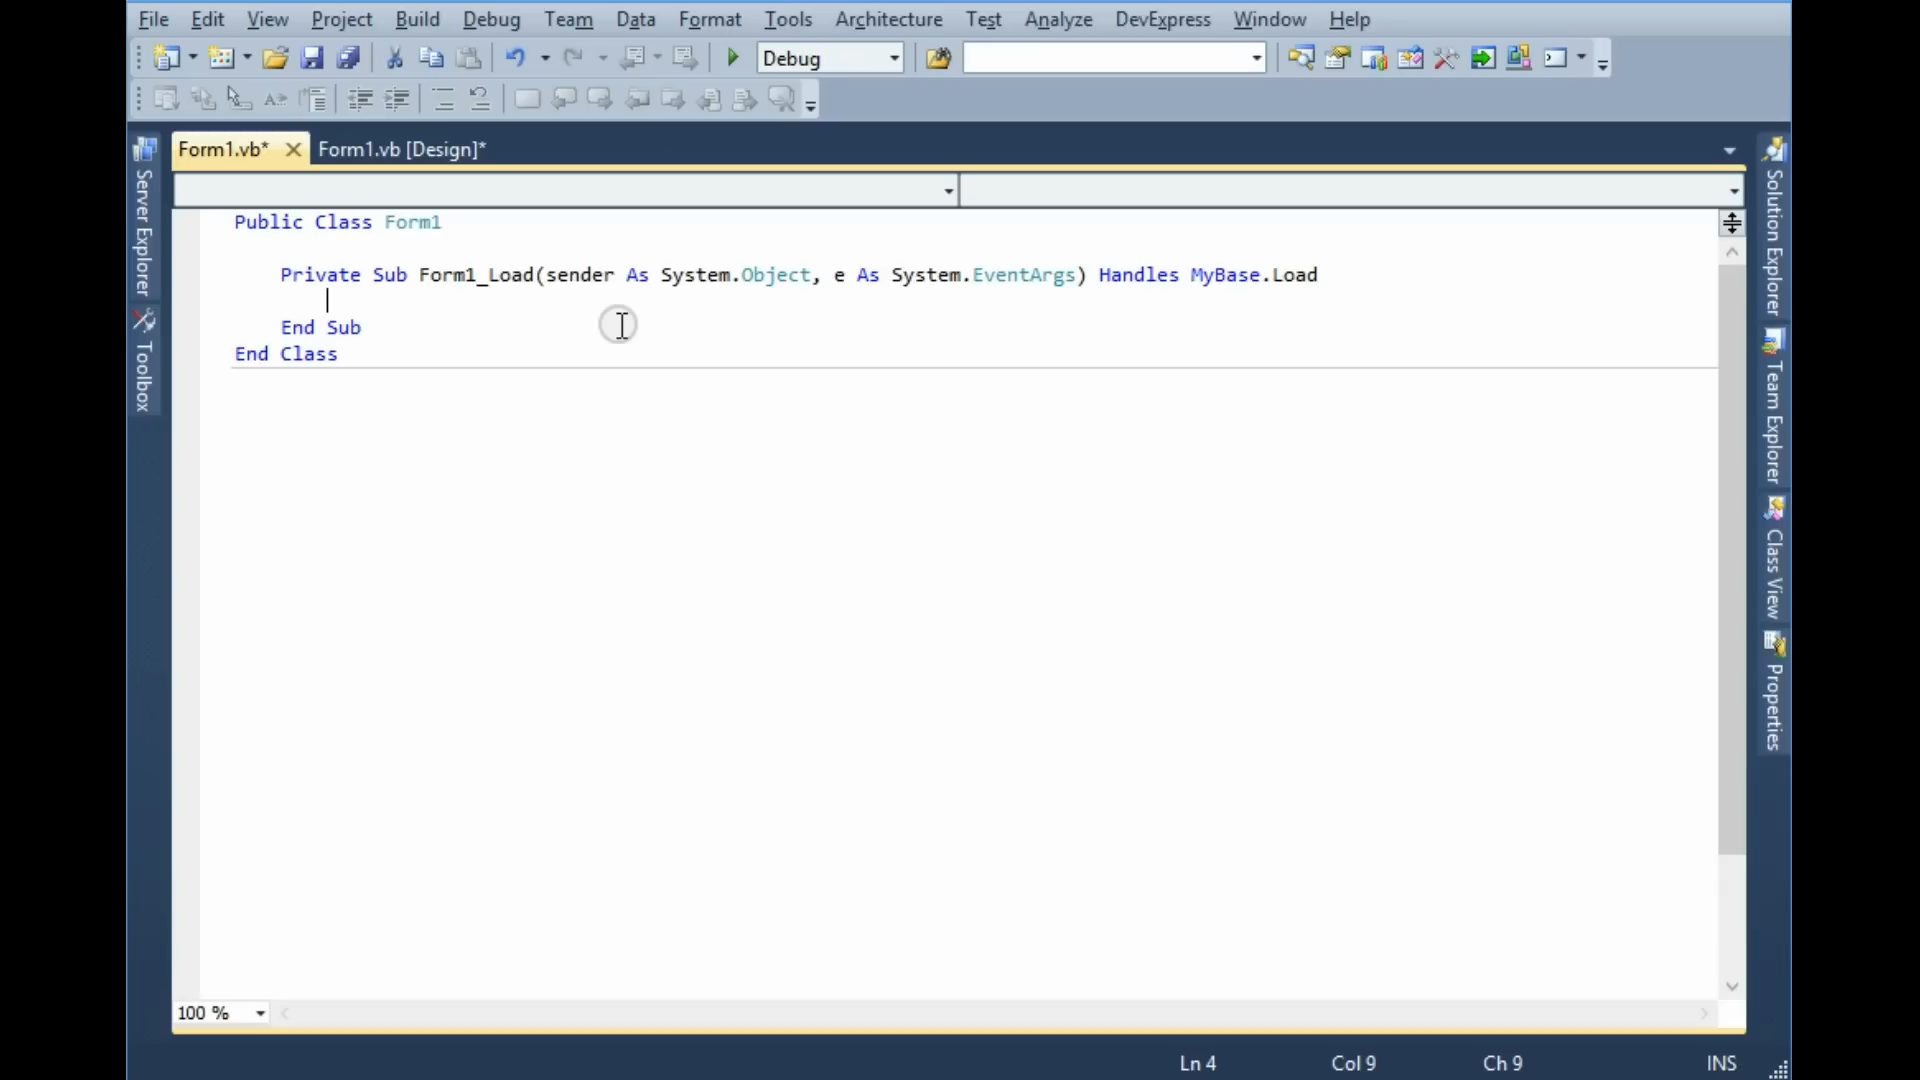 File Edit View Project Build Debug Team Data Format Tools Architecture Test Analyze DevExpress Window Help
Debug
Form1.vb* Form1.vb [Design]*
Server Explorer
Toolbox
Public Class Form1
Private Sub Form1_Load(sender As System.Object, e As System.EventArgs) Handles MyBase.Load
End Sub
End Class
Solution Explorer
Team Explorer
Class View
Properties
100 %
Ln 4 Col 9 Ch 9 INS